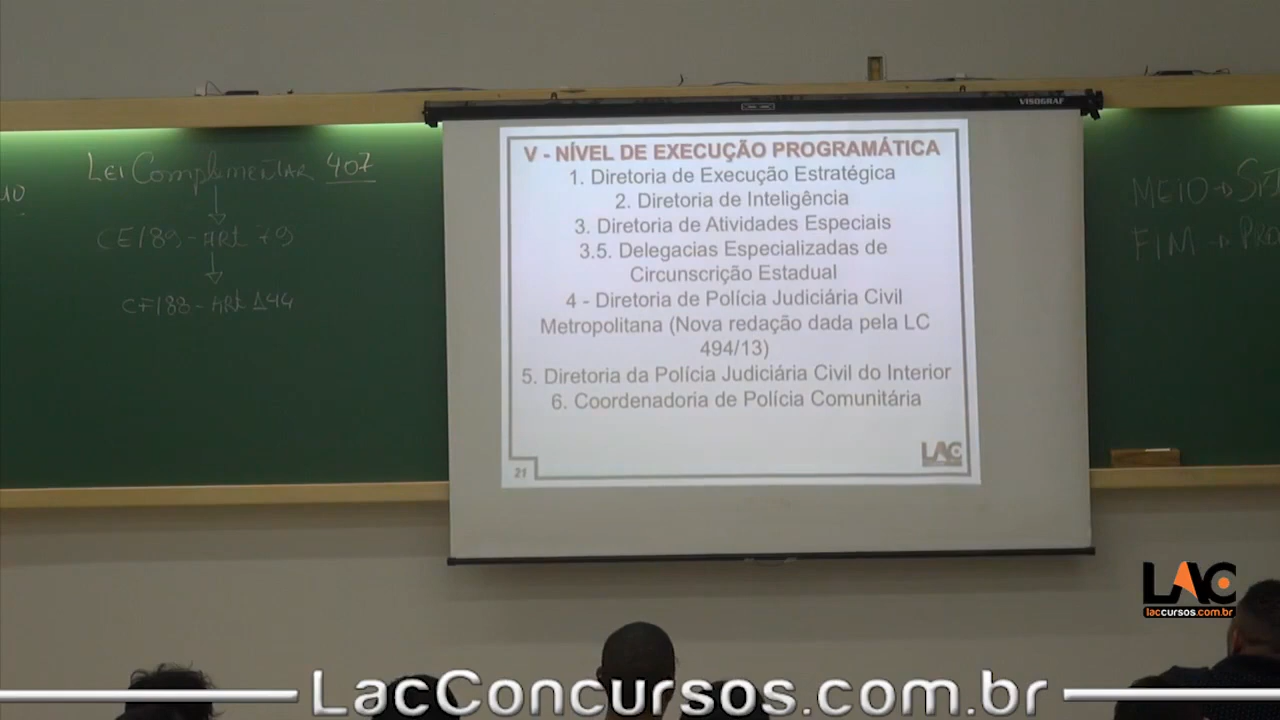 VISOGRAF
LEI Complementar 407
CE/89 - ARt 79
CF/88 - ARt 144
V - NÍVEL DE EXECUÇÃO PROGRAMÁTICA
1. Diretoria de Execução Estratégica
2. Diretoria de Inteligência
3. Diretoria de Atividades Especiais
3.5. Delegacias Especializadas de
Circunscrição Estadual
4 - Diretoria de Polícia Judiciária Civil
Metropolitana (Nova redação dada pela LC
494/13)
5. Diretoria da Polícia Judiciária Civil do Interior
6. Coordenadoria de Polícia Comunitária
LAC
21
MEIO →
FIM → PRO
LAC
laccursos.com.br
LacConcursos.com.br